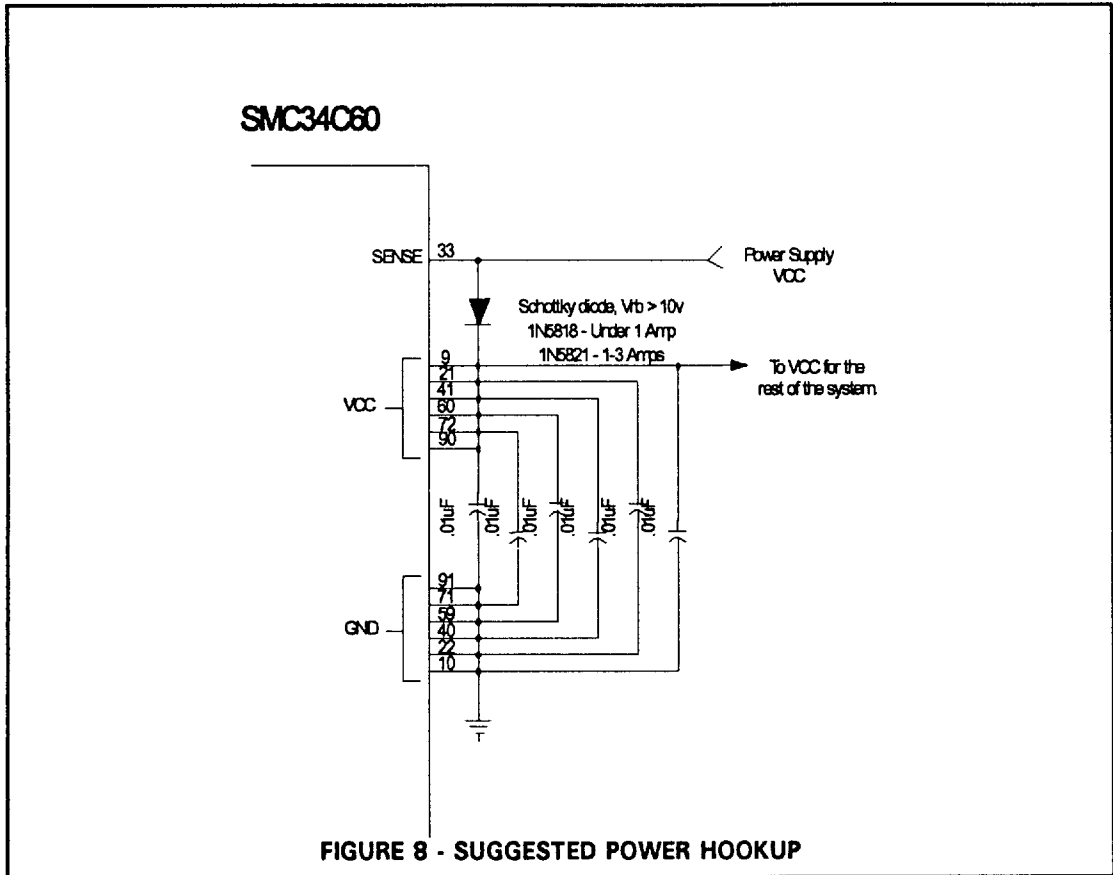 SMC34C60
SENSE 33
Power Supply
VCC
Schottky diode, Vrb > 10v
1N5818 - Under 1 Amp
1N5821 - 1-3 Amps
To VCC for the
rest of the system.
VCC
9
21
41
60
72
90
.01uF .01uF .01uF .01uF .01uF .01uF
GND
91
71
59
40
22
10
FIGURE 8 - SUGGESTED POWER HOOKUP